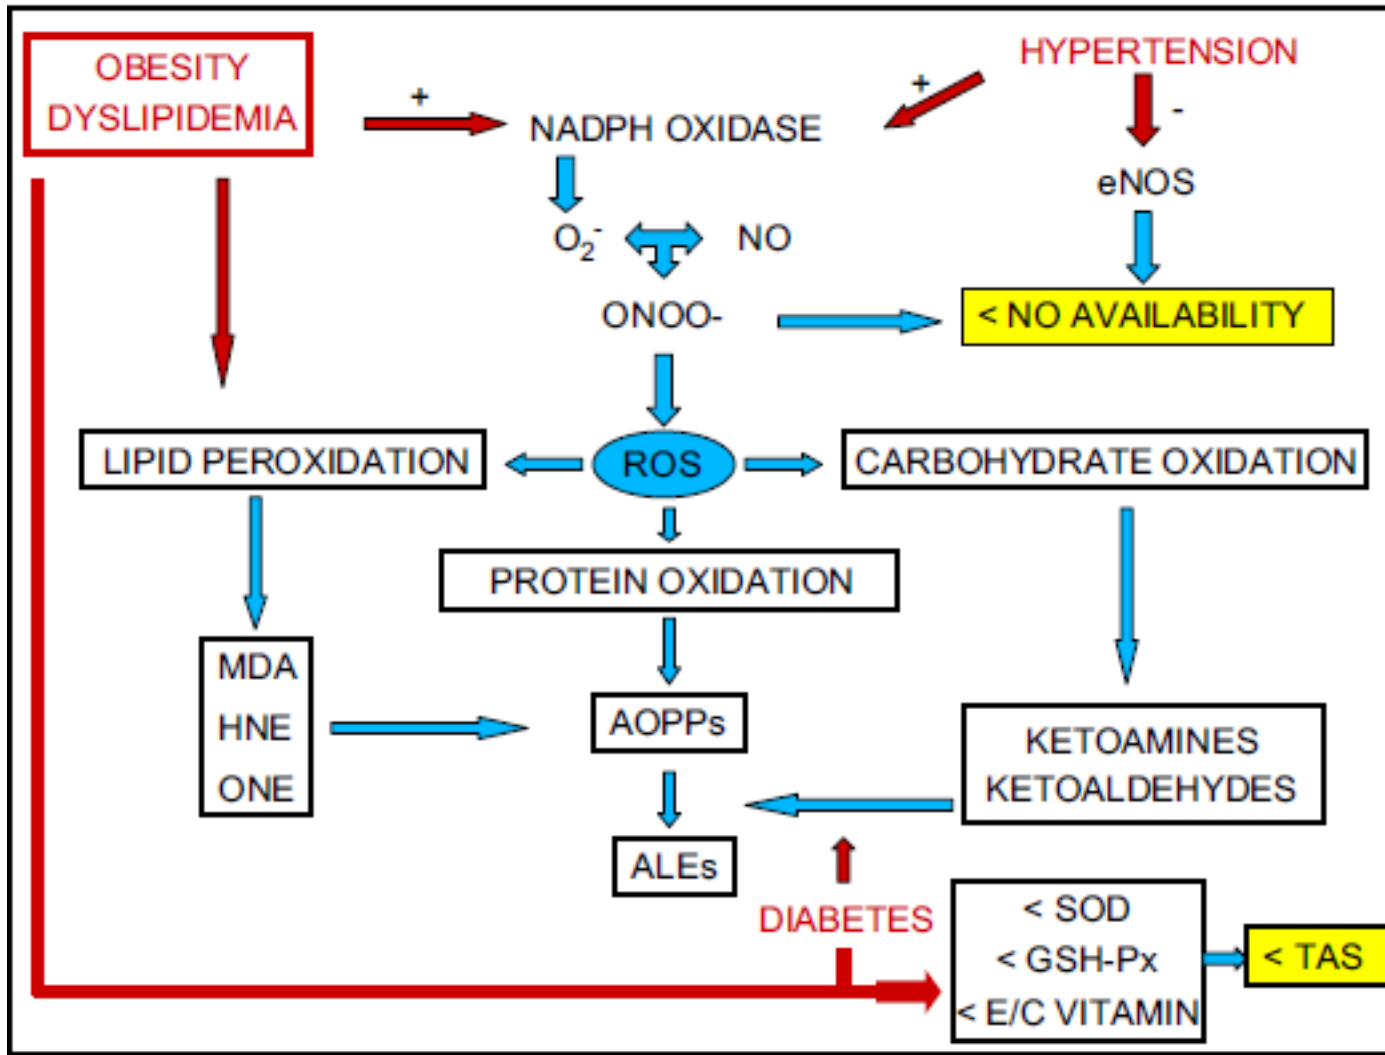 OBESITY
DYSLIPIDEMIA
+
NADPH OXIDASE
+
HYPERTENSION
-
eNOS
O₂⁻
NO
ONOO-
< NO AVAILABILITY
LIPID PEROXIDATION
ROS
CARBOHYDRATE OXIDATION
PROTEIN OXIDATION
MDA
HNE
ONE
AOPPs
KETOAMINES
KETOALDEHYDES
ALEs
DIABETES
< SOD
< GSH-Px
< E/C VITAMIN
< TAS